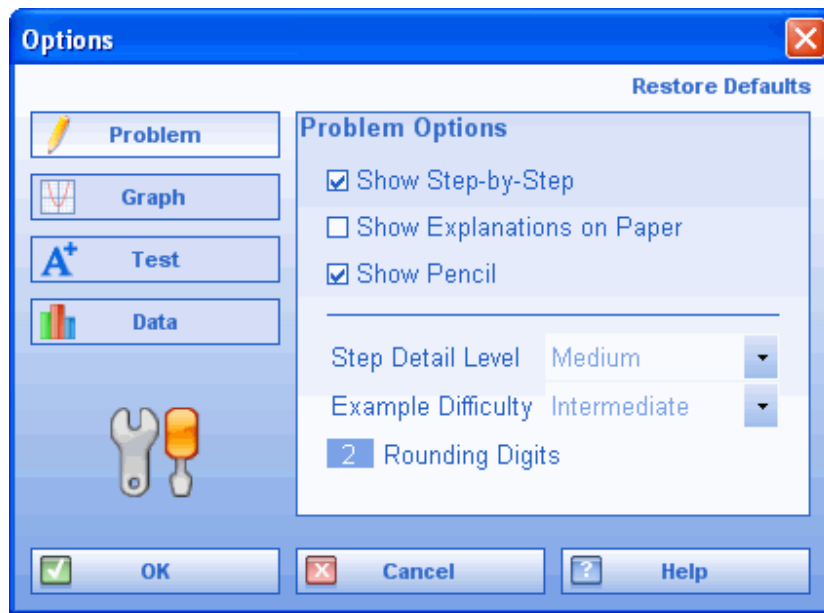 Options
Restore Defaults
Problem
Graph
A+ Test
Data
Problem Options
Show Step-by-Step
Show Explanations on Paper
Show Pencil
Step Detail Level Medium
Example Difficulty Intermediate
2 Rounding Digits
OK
Cancel
? Help